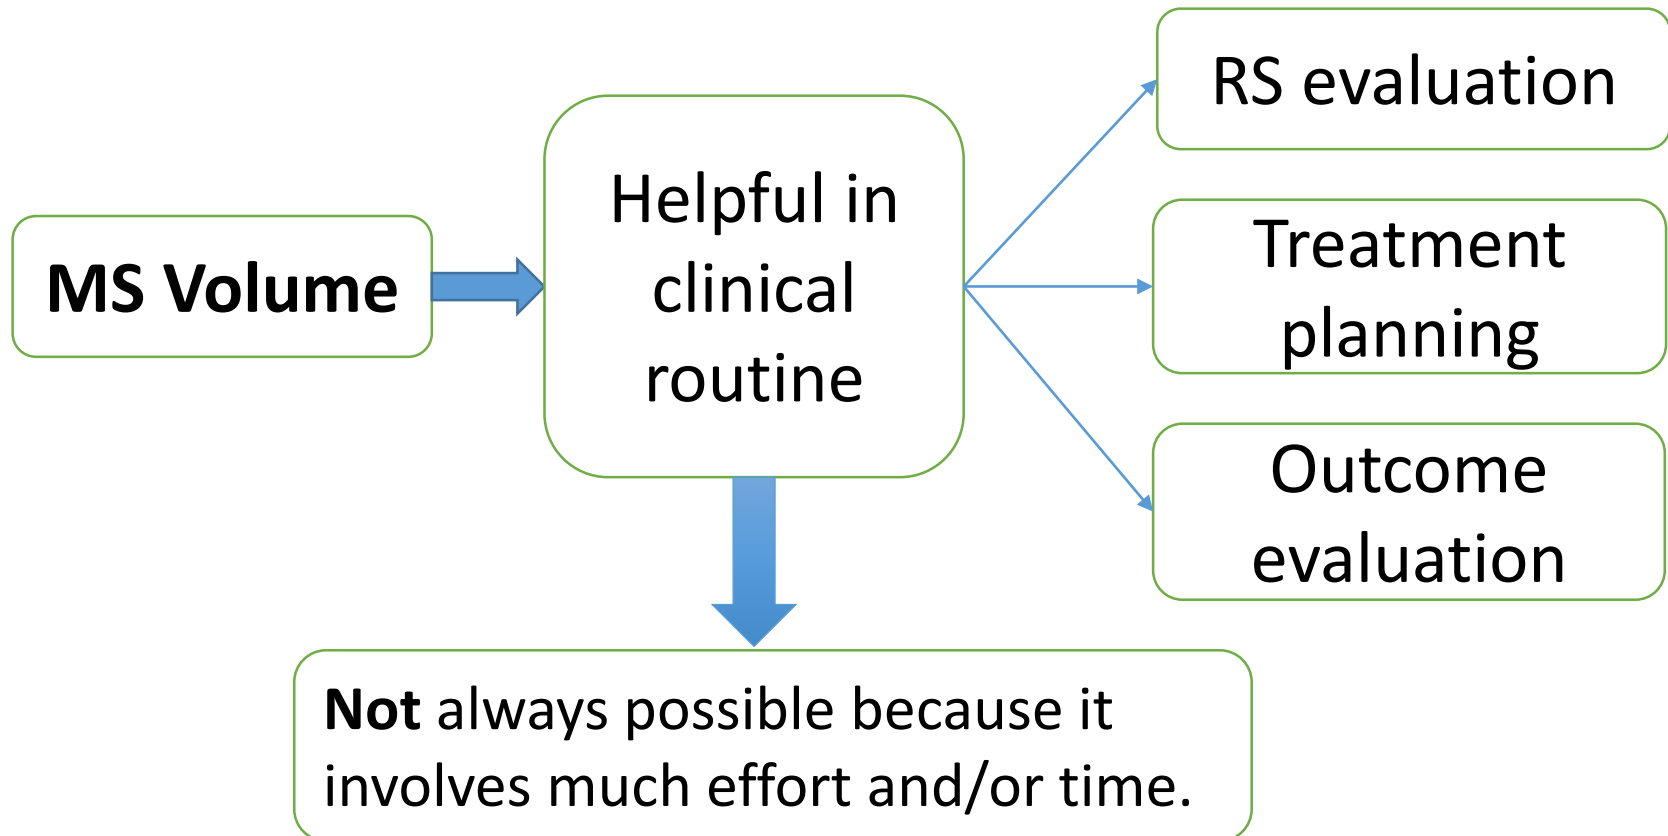 MS Volume
Helpful in
clinical
routine
RS evaluation
Treatment
planning
Outcome
evaluation
Not always possible because it
involves much effort and/or time.